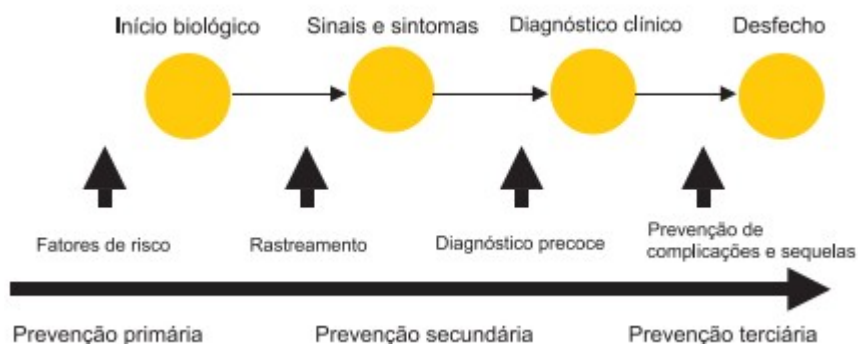 Início biológico
Sinais e sintomas
Diagnóstico clínico
Desfecho
Fatores de risco
Rastreamento
Diagnóstico precoce
Prevenção de
complicações e sequelas
Prevenção primária
Prevenção secundária
Prevenção terciária